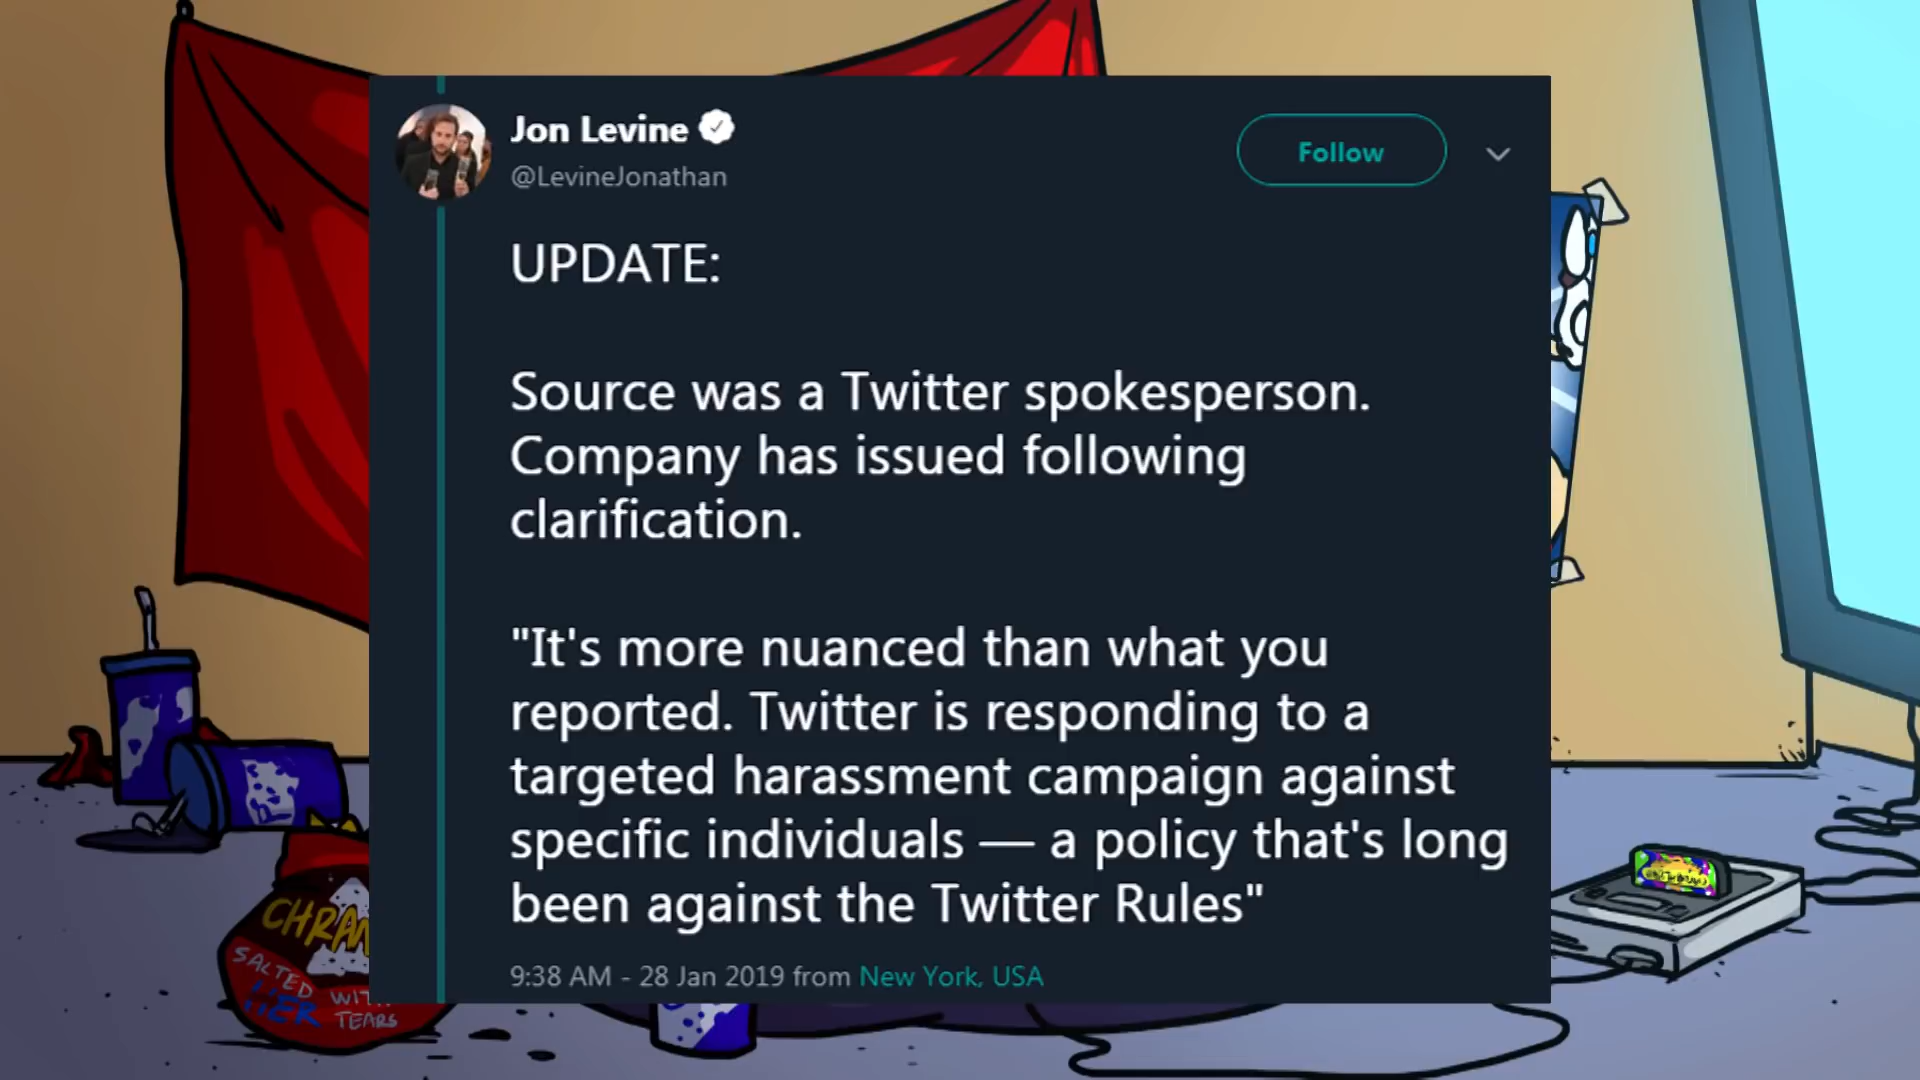 Jon Levine
@LevineJonathan
Follow
UPDATE:
Source was a Twitter spokesperson.
Company has issued following
clarification.
"It's more nuanced than what you
reported. Twitter is responding to a
targeted harassment campaign against
specific individuals — a policy that's long
been against the Twitter Rules"
9:38 AM - 28 Jan 2019 from New York, USA
SALTED WITH
HER TEARS